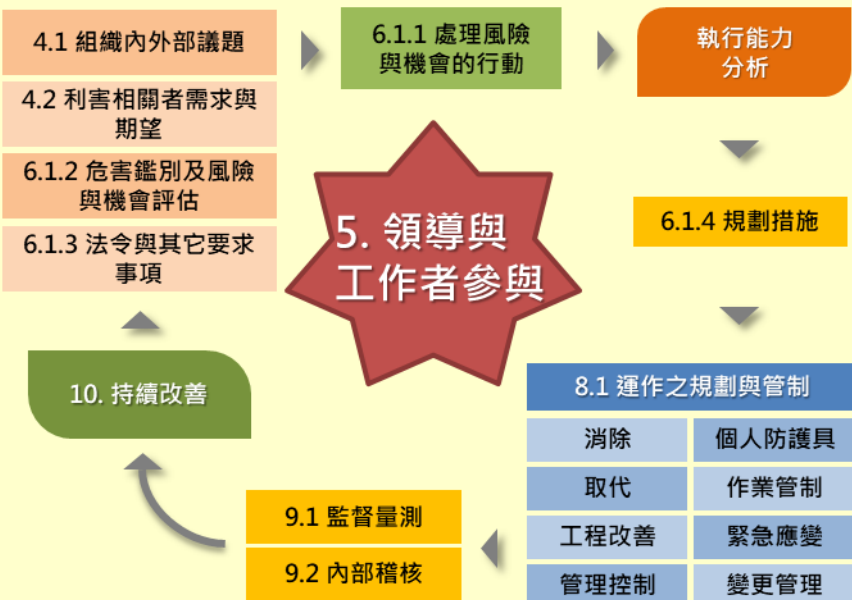 4.1 組織內外部議題
4.2 利害相關者需求與
期望
6.1.2 危害鑑別及風險
與機會評估
6.1.3 法令與其它要求
事項
6.1.1 處理風險
與機會的行動
執行能力
分析
6.1.4 規劃措施
5. 領導與
工作者參與
8.1 運作之規劃與管制
消除
個人防護具
取代
作業管制
工程改善
緊急應變
管理控制
變更管理
9.1 監督量測
9.2 內部稽核
10. 持續改善